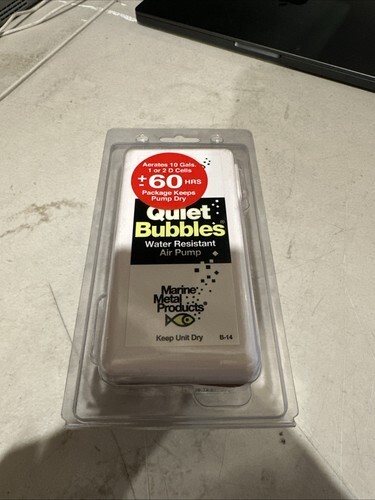 Aerates 10 Gals.
1 or 2 D Cells
± 60 HRS
Package Keeps
Pump Dry
Quiet
Bubbles®
Water Resistant
Air Pump
Marine
Metal
Products®
Keep Unit Dry B-14